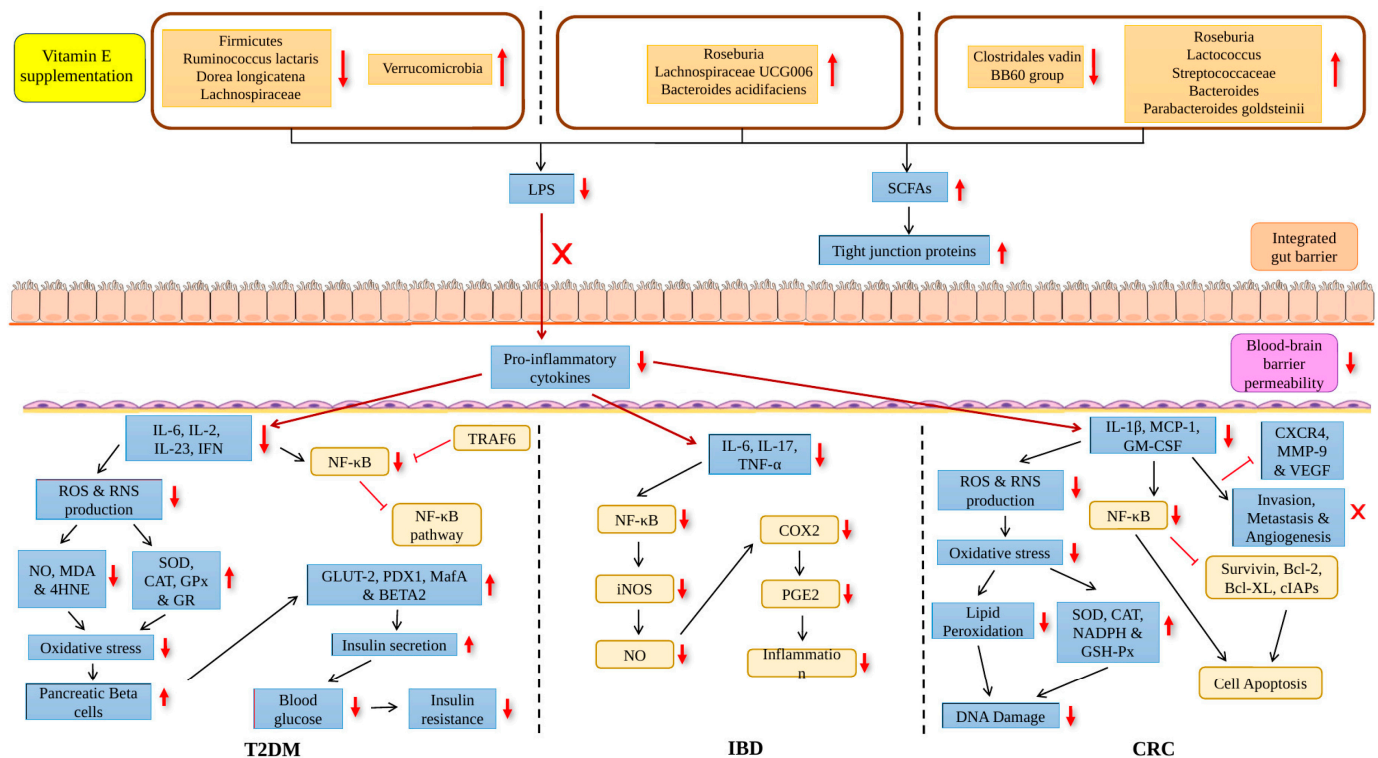 Vitamin E
supplementation
Firmicutes
Ruminococcus lactaris
Dorea longicatena
Lachnospiraceae
Verrucomicrobia
Roseburia
Lachnospiraceae UCG006
Bacteroides acidifaciens
Clostridales vadin
BB60 group
Roseburia
Lactococcus
Streptococcaceae
Bacteroides
Parabacteroides goldsteinii
LPS
SCFAs
X
Tight junction proteins
Integrated
gut barrier
Pro-inflammatory
cytokines
Blood-brain
barrier
permeability
IL-6, IL-2,
IL-23, IFN
TRAF6
NF-κB
NF-κB
pathway
ROS & RNS
production
NO, MDA
& 4HNE
SOD,
CAT, GPx
& GR
Oxidative stress
Pancreatic Beta
cells
GLUT-2, PDX1, MafA
& BETA2
Insulin secretion
Blood
glucose
Insulin
resistance
T2DM
IL-6, IL-17,
TNF-α
NF-κB
iNOS
NO
COX2
PGE2
Inflammatio
n
IBD
IL-1β, MCP-1,
GM-CSF
CXCR4,
MMP-9
& VEGF
ROS & RNS
production
NF-κB
Invasion,
Metastasis &
Angiogenesis
X
Oxidative stress
Survivin, Bcl-2,
Bcl-XL, cIAPs
Lipid
Peroxidation
SOD, CAT,
NADPH &
GSH-Px
Cell Apoptosis
DNA Damage
CRC